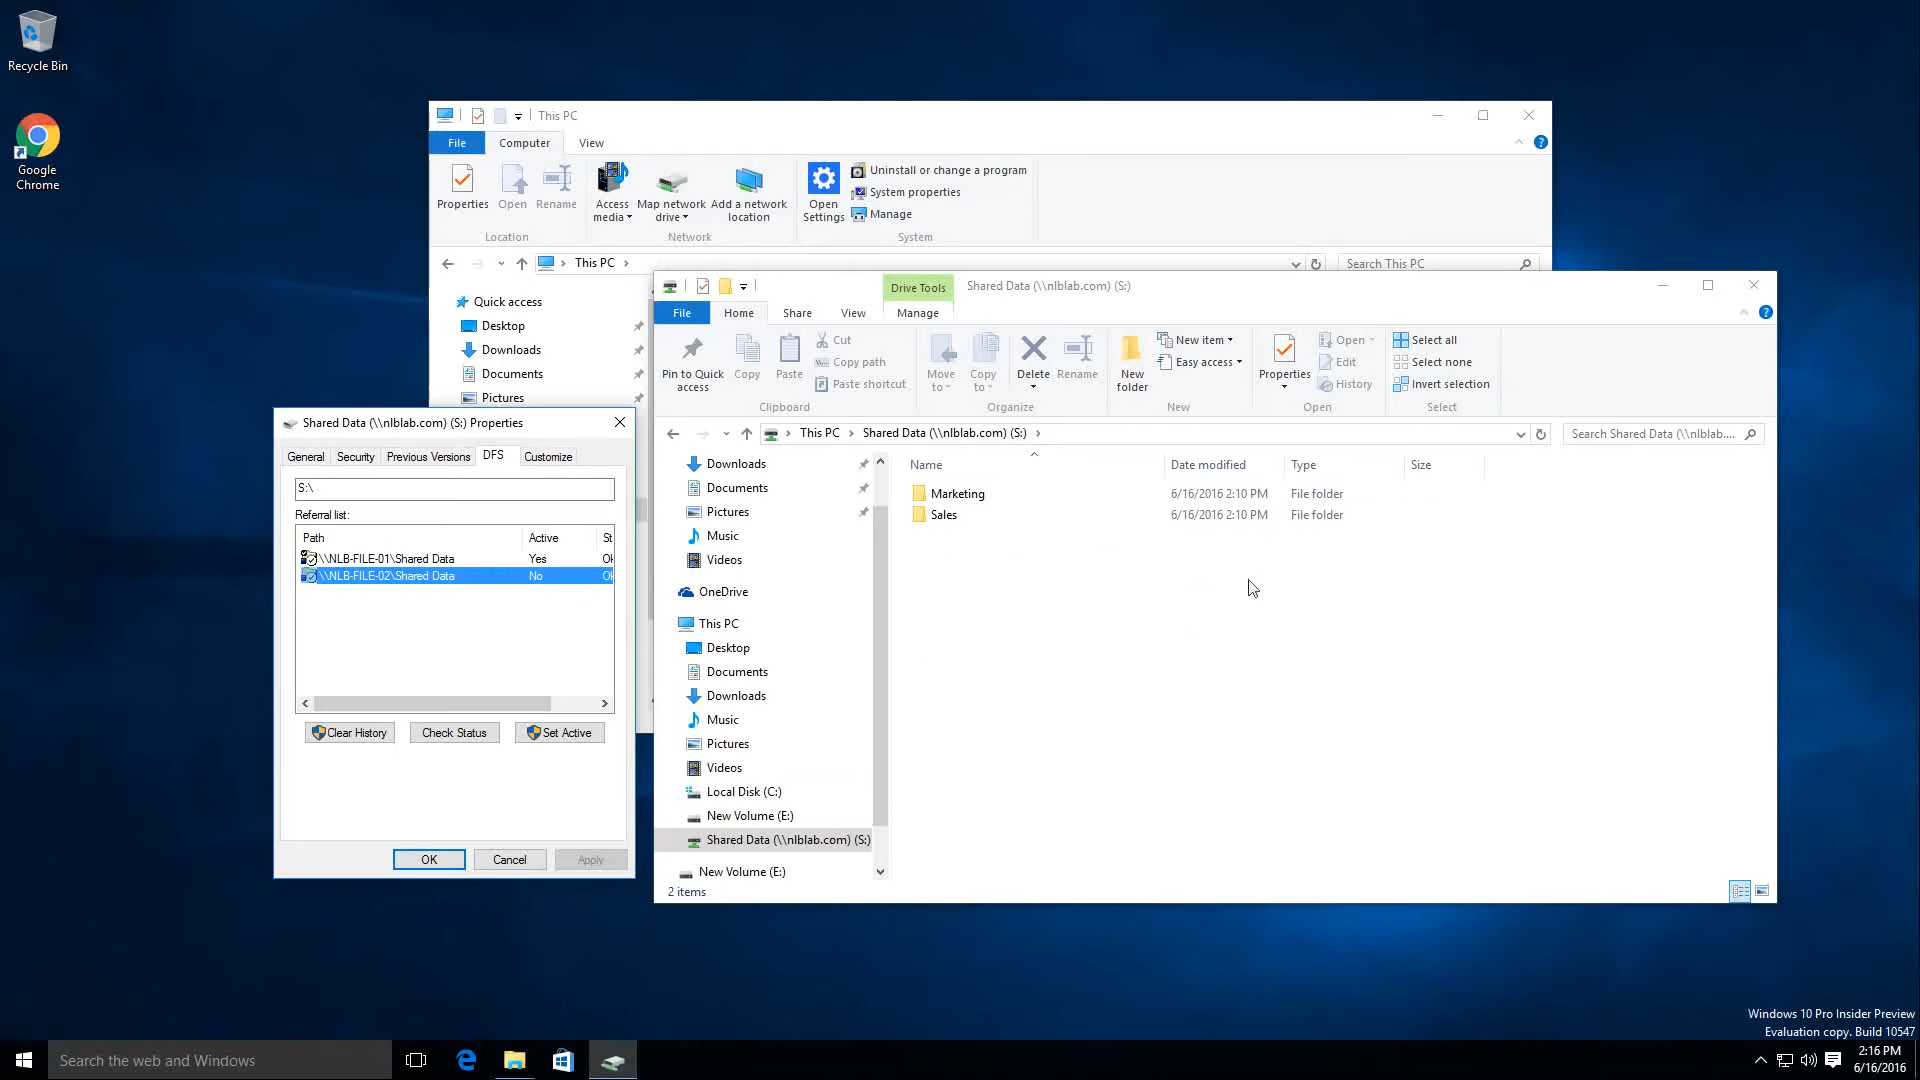 Recycle Bin
Google
Chrome
This PC
File
Computer
View
Properties
Open
Rename
Access
media
Map network
drive
Add a network
location
Open
Settings
Uninstall or change a program
System properties
Manage
Location
Network
System
This PC
Search This PC
Quick access
Desktop
Downloads
Documents
Pictures
Shared Data (\\nlblab.com) (S:) Properties
General
Security
Previous Versions
DFS
Customize
S:\
Referral list:
Path
Active
St
\\NLB-FILE-01\Shared Data
Yes
\\NLB-FILE-02\Shared Data
No
Clear History
Check Status
Set Active
OK
Cancel
Apply
Drive Tools
Shared Data (\\nlblab.com) (S:)
File
Home
Share
View
Manage
Pin to Quick
access
Copy
Paste
Cut
Copy path
Paste shortcut
Move
to
Copy
to
Delete
Rename
New
folder
New item
Easy access
Properties
Open
Edit
History
Select all
Select none
Invert selection
Clipboard
Organize
New
Open
Select
This PC
Shared Data (\\nlblab.com) (S:)
Search Shared Data (\\nlblab....
Downloads
Documents
Pictures
Music
Videos
OneDrive
This PC
Desktop
Documents
Downloads
Music
Pictures
Videos
Local Disk (C:)
New Volume (E:)
Shared Data (\\nlblab.com) (S:)
New Volume (E:)
2 items
Name
Date modified
Type
Size
Marketing
6/16/2016 2:10 PM
File folder
Sales
6/16/2016 2:10 PM
File folder
Windows 10 Pro Insider Preview
Evaluation copy. Build 10547
Search the web and Windows
2:16 PM
6/16/2016